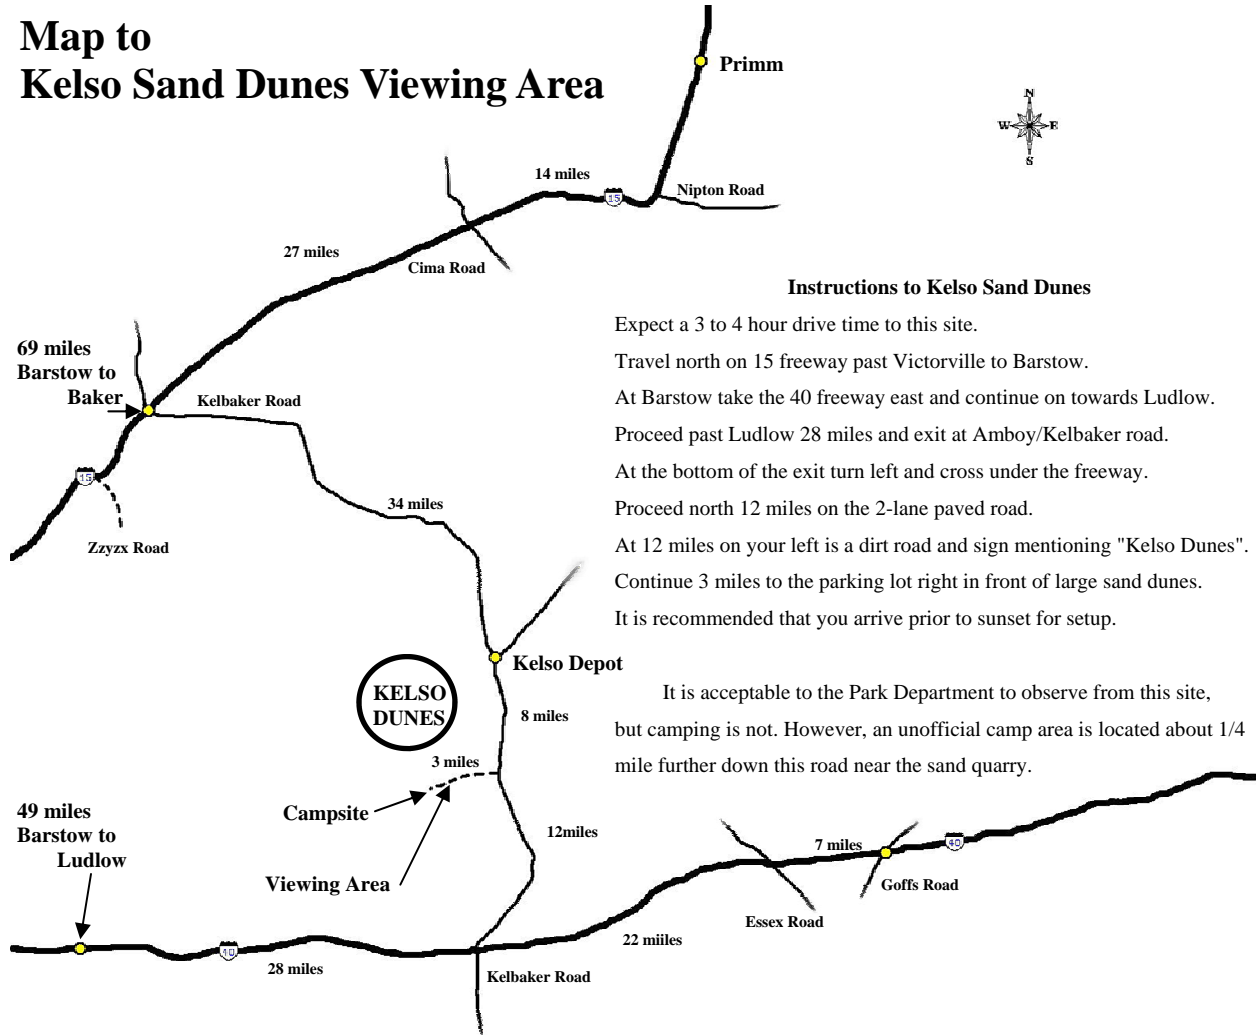 Map to
Kelso Sand Dunes Viewing Area
Primm
N
W E
S
14 miles
15
Nipton Road
27 miles
Cima Road
Instructions to Kelso Sand Dunes
Expect a 3 to 4 hour drive time to this site.
Travel north on 15 freeway past Victorville to Barstow.
At Barstow take the 40 freeway east and continue on towards Ludlow.
Proceed past Ludlow 28 miles and exit at Amboy/Kelbaker road.
At the bottom of the exit turn left and cross under the freeway.
Proceed north 12 miles on the 2-lane paved road.
At 12 miles on your left is a dirt road and sign mentioning "Kelso Dunes".
Continue 3 miles to the parking lot right in front of large sand dunes.
It is recommended that you arrive prior to sunset for setup.
It is acceptable to the Park Department to observe from this site,
but camping is not. However, an unofficial camp area is located about 1/4
mile further down this road near the sand quarry.
69 miles
Barstow to
Baker
Kelbaker Road
15
34 miles
Zzyzx Road
Kelso Depot
KELSO
DUNES
8 miles
3 miles
Campsite
12miles
Viewing Area
49 miles
Barstow to
Ludlow
7 miles
40
Goffs Road
Essex Road
22 miiles
40
28 miles
Kelbaker Road